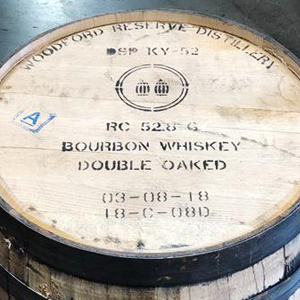 WOODFORD RESERVE DISTILLERY
DSP KY-52
A
RC 52.8 G
BOURBON WHISKEY
DOUBLE OAKED
03-08-18
18-C-08D